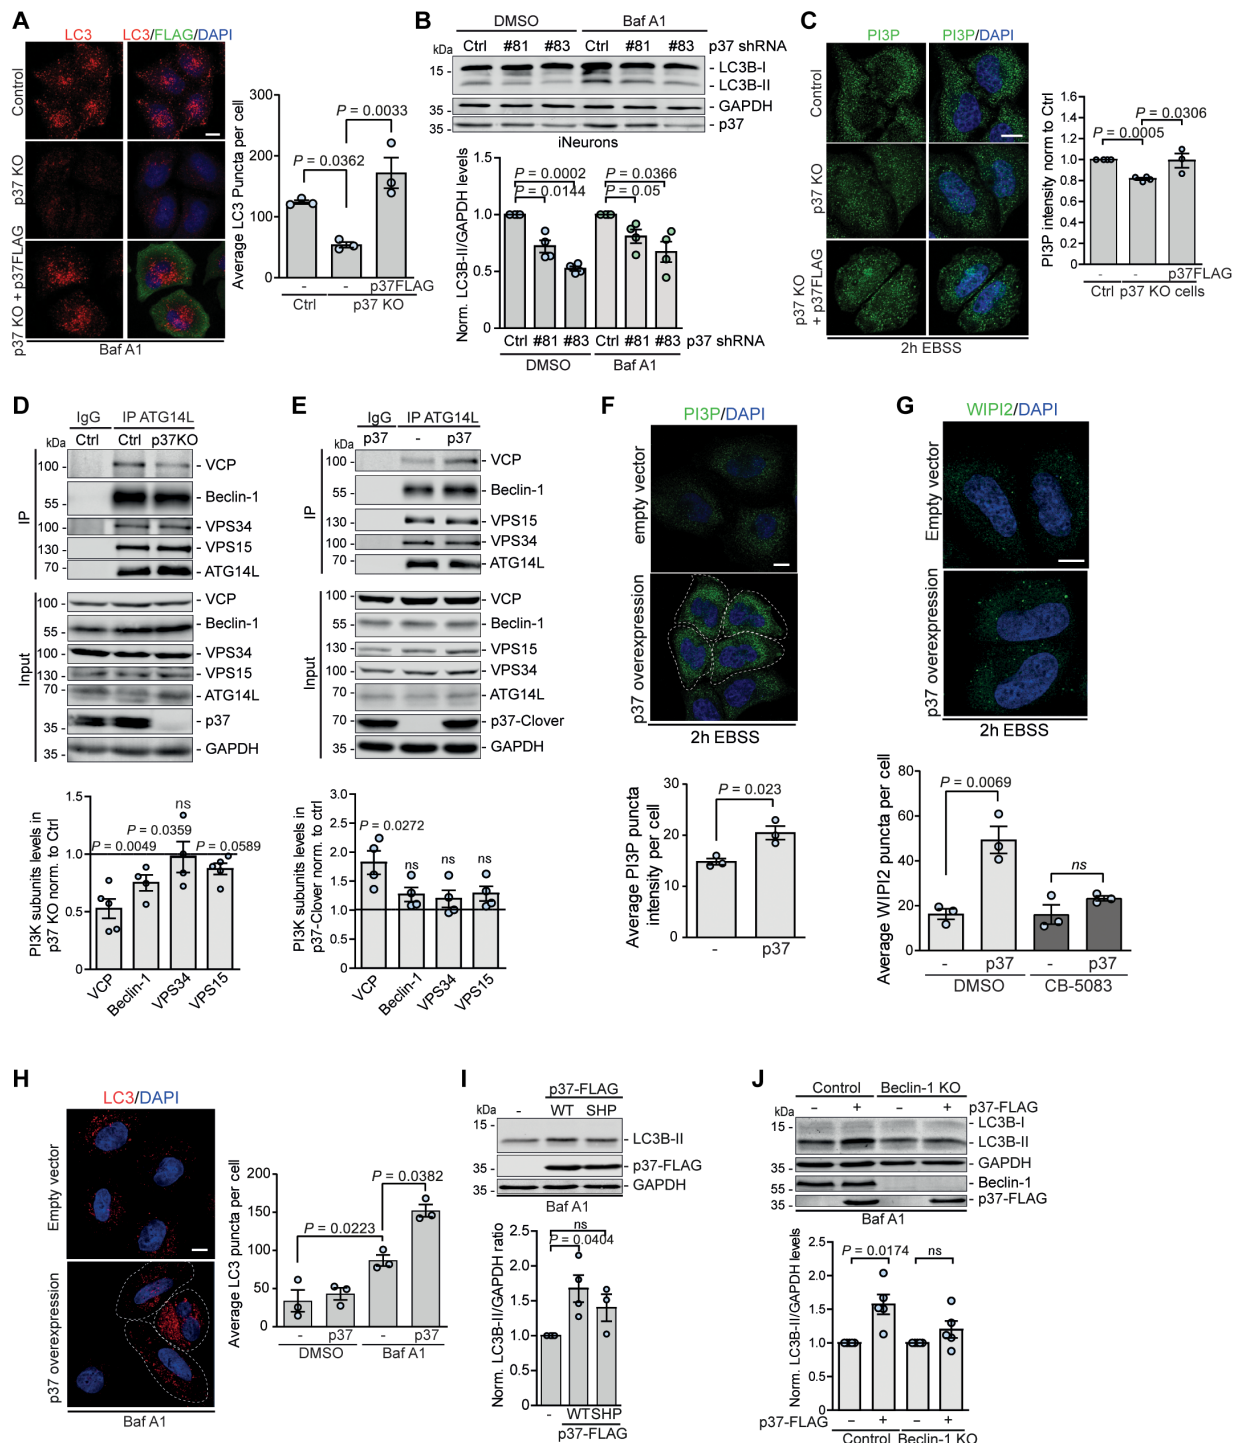 A
LC3
LC3/FLAG/DAPI
Control
p37 KO
p37 KO + p37FLAG
Baf A1
Average LC3 Puncta per cell
300
200
100
0
P = 0.0033
P = 0.0362
- - p37FLAG
Ctrl p37 KO
B
DMSO Baf A1
kDa Ctrl #81 #83 Ctrl #81 #83 p37 shRNA
15 - - LC3B-I
- LC3B-II
35 - - GAPDH
35 - - p37
iNeurons
Norm. LC3B-II/GAPDH levels
1.5
1.0
0.5
0
P = 0.0002
P = 0.0144
P = 0.0366
P = 0.05
Ctrl #81 #83 Ctrl #81 #83 p37 shRNA
DMSO Baf A1
C
PI3P
PI3P/DAPI
Control
p37 KO
p37 KO
+ p37FLAG
2h EBSS
PI3P intensity norm to Ctrl
1.6
1.4
1.2
1.0
0.8
0.6
0.4
0.2
0
P = 0.0306
P = 0.0005
- - p37FLAG
Ctrl p37 KO cells
D
IgG IP ATG14L
kDa Ctrl Ctrl p37KO
IP
100 - - VCP
55 - - Beclin-1
100 - - VPS34
130 - - VPS15
70 - - ATG14L
Input
100 - - VCP
55 - - Beclin-1
100 - - VPS34
130 - - VPS15
70 - - ATG14L
35 - - p37
35 - - GAPDH
PI3K subunits levels in
p37 KO norm. to Ctrl
1.5
1.0
0.5
0
ns
P = 0.0359
P = 0.0049
P = 0.0589
VCP
Beclin-1
VPS34
VPS15
E
IgG IP ATG14L
kDa p37 - p37
IP
100 - - VCP
55 - - Beclin-1
130 - - VPS15
100 - - VPS34
70 - - ATG14L
Input
100 - - VCP
55 - - Beclin-1
130 - - VPS15
100 - - VPS34
70 - - ATG14L
70 - - p37-Clover
35 - - GAPDH
PI3K subunits levels in
p37-Clover norm. to ctrl
3.0
2.5
2.0
1.5
1.0
0.5
0
P = 0.0272
ns ns ns
VCP
Beclin-1
VPS34
VPS15
F
PI3P/DAPI
empty vector
p37 overexpression
2h EBSS
Average PI3P puncta
intensity per cell
30
20
10
0
P = 0.023
- p37
G
WIPI2/DAPI
Empty vector
p37 overexpression
2h EBSS
Average WIPI2 puncta per cell
80
60
40
20
0
P = 0.0069
ns
- p37 - p37
DMSO CB-5083
H
LC3/DAPI
Empty vector
p37 overexpression
Baf A1
Average LC3 puncta per cell
200
150
100
50
0
P = 0.0382
P = 0.0223
- p37 - p37
DMSO Baf A1
I
p37-FLAG
kDa - WT SHP
15 -
- LC3B-II
35 - - p37-FLAG
35 - - GAPDH
Baf A1
Norm. LC3B-II/GAPDH ratio
2.5
2.0
1.5
1.0
0.5
0
ns
P = 0.0404
- WT SHP
p37-FLAG
J
Control Beclin-1 KO
kDa - + - + p37-FLAG
15 - - LC3B-I
- LC3B-II
35 - - GAPDH
55 - - Beclin-1
35 - - p37-FLAG
Baf A1
Norm. LC3B-II/GAPDH levels
2.5
2.0
1.5
1.0
0.5
0
P = 0.0174
ns
p37-FLAG - + - +
Control Beclin-1 KO